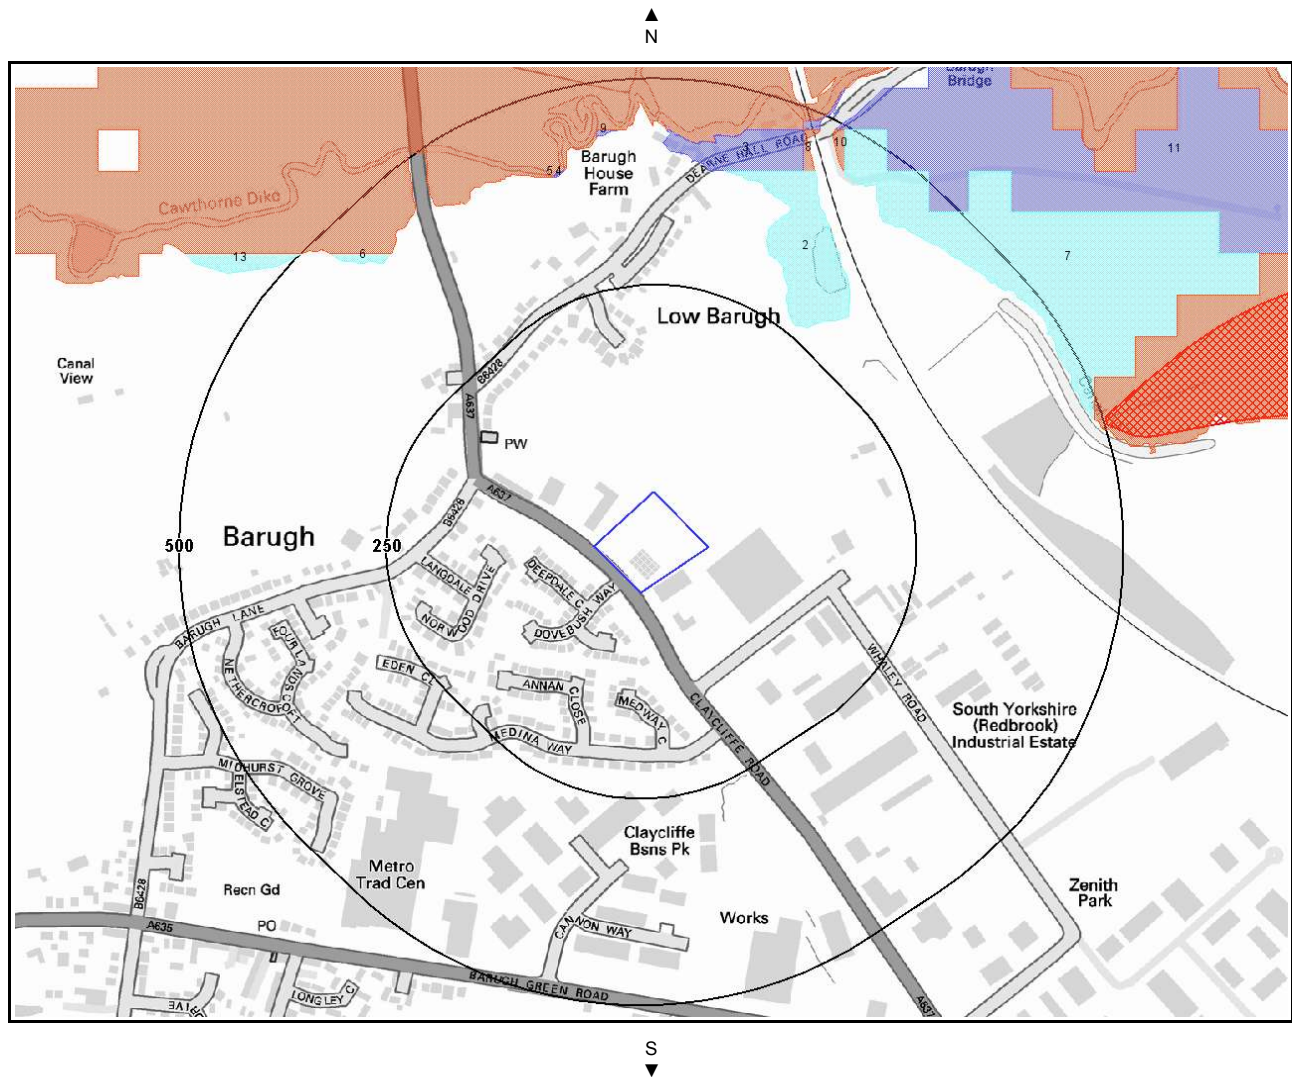 N
Bridge
9
3
8
10
11
DEARNE HALL ROAD
Barugh
House
Farm
5 4
Cawthorne Dike
2
13
6
7
Low Barugh
Canal
View
B6428
A637
PW
A637
B6428
500
Barugh
250
LANGDALE
NORWOOD DRIVE
DEEPDALE C
DOVEBUSH WAY
BARUGH LANE
FOUR LANDS CROFT
NETHERCROFT
EDEN C
ANNAN CLOSE
MEDWAY C
MEDINA WAY
CLAYCLIFFE ROAD
WHALEY ROAD
South Yorkshire
(Redbrook)
Industrial Estate
MIDHURST GROVE
ELSTEAD C
Claycliffe
Bsns Pk
Metro
Trad Cen
Recn Gd
Zenith
Park
B6428
PO
A635
CANNON WAY
Works
BARUGH GREEN ROAD
LONGLEY C
A637
S